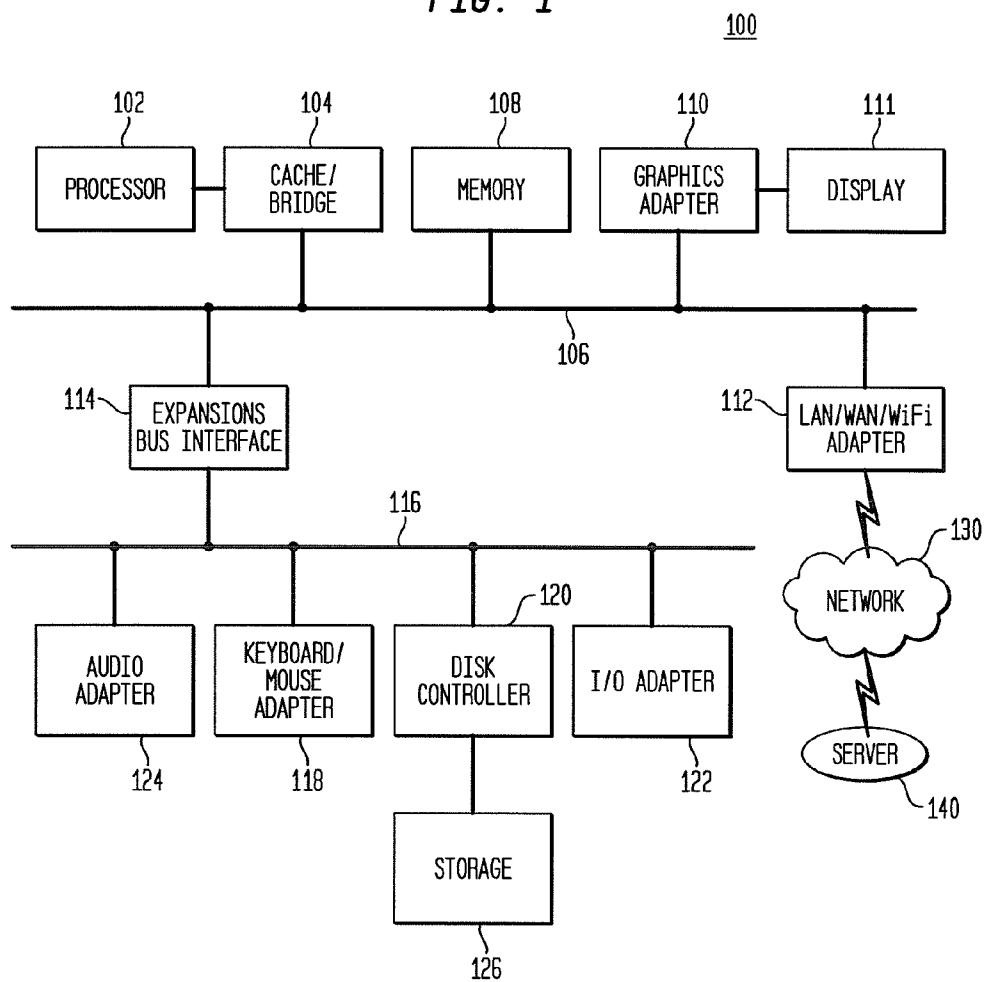 FIG. 1
100
102
104
108
110
111
PROCESSOR
CACHE/
BRIDGE
MEMORY
GRAPHICS
ADAPTER
DISPLAY
106
114
EXPANSIONS
BUS INTERFACE
112
LAN/WAN/WiFi
ADAPTER
116
130
NETWORK
120
AUDIO
ADAPTER
KEYBOARD/
MOUSE
ADAPTER
DISK
CONTROLLER
I/O ADAPTER
124
118
122
SERVER
140
STORAGE
126